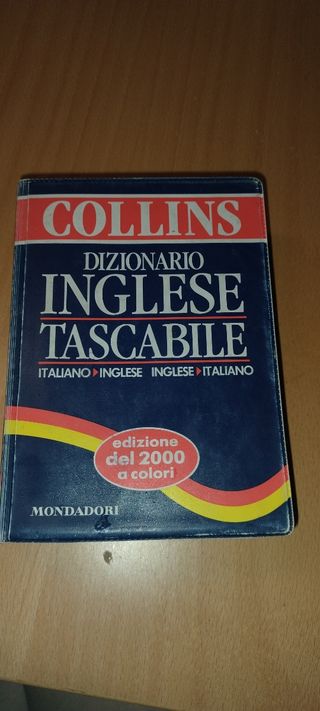 COLLINS
DIZIONARIO
INGLESE
TASCABILE
ITALIANO INGLESE INGLESE ITALIANO
edizione
del 2000
a colori
MONDADORI